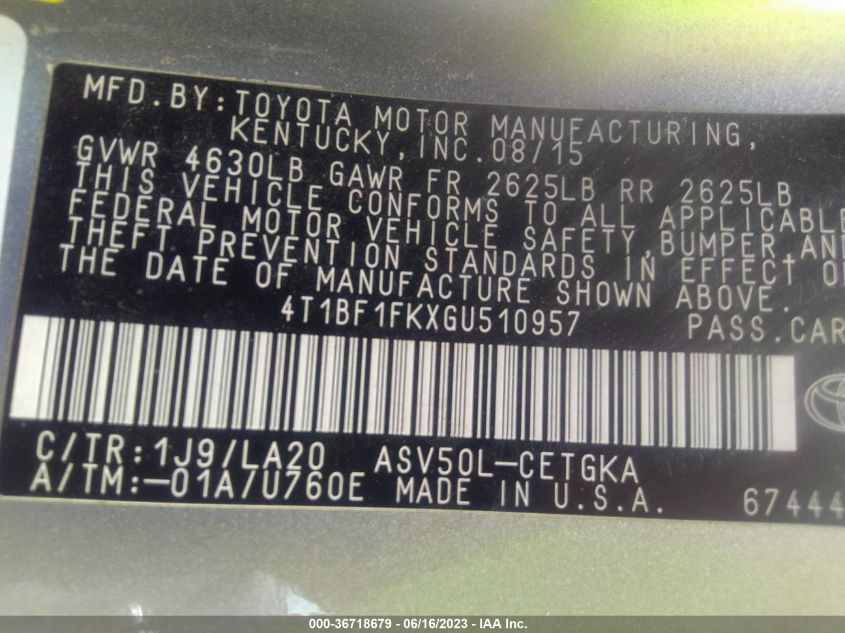 MFD.BY:TOYOTA MOTOR MANUFACTURING,
KENTUCKY,INC.08/15
GVWR 4630LB GAWR FR 2625LB RR 2625LB
THIS VEHICLE CONFORMS TO ALL APPLICABLE
FEDERAL MOTOR VEHICLE SAFETY,BUMPER,AND
THEFT PREVENTION STANDARDS IN EFFECT ON
THE DATE OF MANUFACTURE SHOWN ABOVE.
4T1BF1FKXGU510957 PASS.CAR
C/TR:1J9/LA20 ASV50L-CETGKA
A/TM:-01A/U760E MADE IN U.S.A. 67444
000-36718679 - 06/16/2023 - IAA Inc.